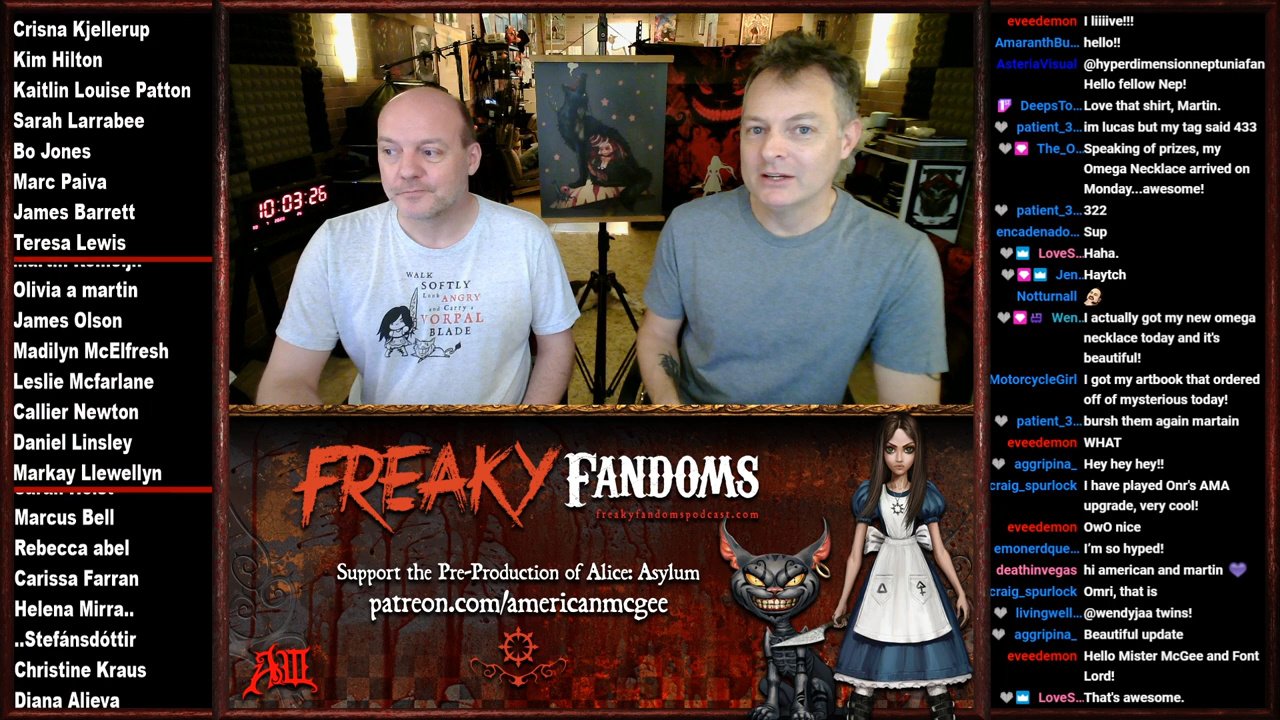 Crisna Kjellerup
Kim Hilton
Kaitlin Louise Patton
Sarah Larrabee
Bo Jones
Marc Paiva
James Barrett
Teresa Lewis
Olivia a martin
James Olson
Madilyn McElfresh
Leslie Mcfarlane
Callier Newton
Daniel Linsley
Markay Llewellyn
Marcus Bell
Rebecca abel
Carissa Farran
Helena Mirra..
..Stefánsdóttir
Christine Kraus
Diana Alieva
10:03:26
WALK
SOFTLY
Look ANGRY
and Carry a
VORPAL
BLADE
FREAKY FANDOMS
freakyfandomspodcast.com
Support the Pre-Production of Alice: Asylum
patreon.com/americanmcgee
eveedemon I liiiive!!!
AmaranthBu... hello!!
AsteriaVisual @hyperdimensionneptuniafan
Hello fellow Nep!
DeepsTo... Love that shirt, Martin.
patient_3... im lucas but my tag said 433
The_O... Speaking of prizes, my
Omega Necklace arrived on
Monday...awesome!
patient_3... 322
encadenado... Sup
LoveS... Haha.
Jen... Haytch
Notturnall
Wen... I actually got my new omega
necklace today and it's
beautiful!
MotorcycleGirl I got my artbook that ordered
off of mysterious today!
patient_3... bursh them again martain
eveedemon WHAT
aggripina_ Hey hey hey!!
craig_spurlock I have played Onr's AMA
upgrade, very cool!
eveedemon OwO nice
emonerdque... I'm so hyped!
deathinvegas hi american and martin
craig_spurlock Omri, that is
livingwell... @wendyjaa twins!
aggripina_ Beautiful update
eveedemon Hello Mister McGee and Font
Lord!
LoveS... That's awesome.